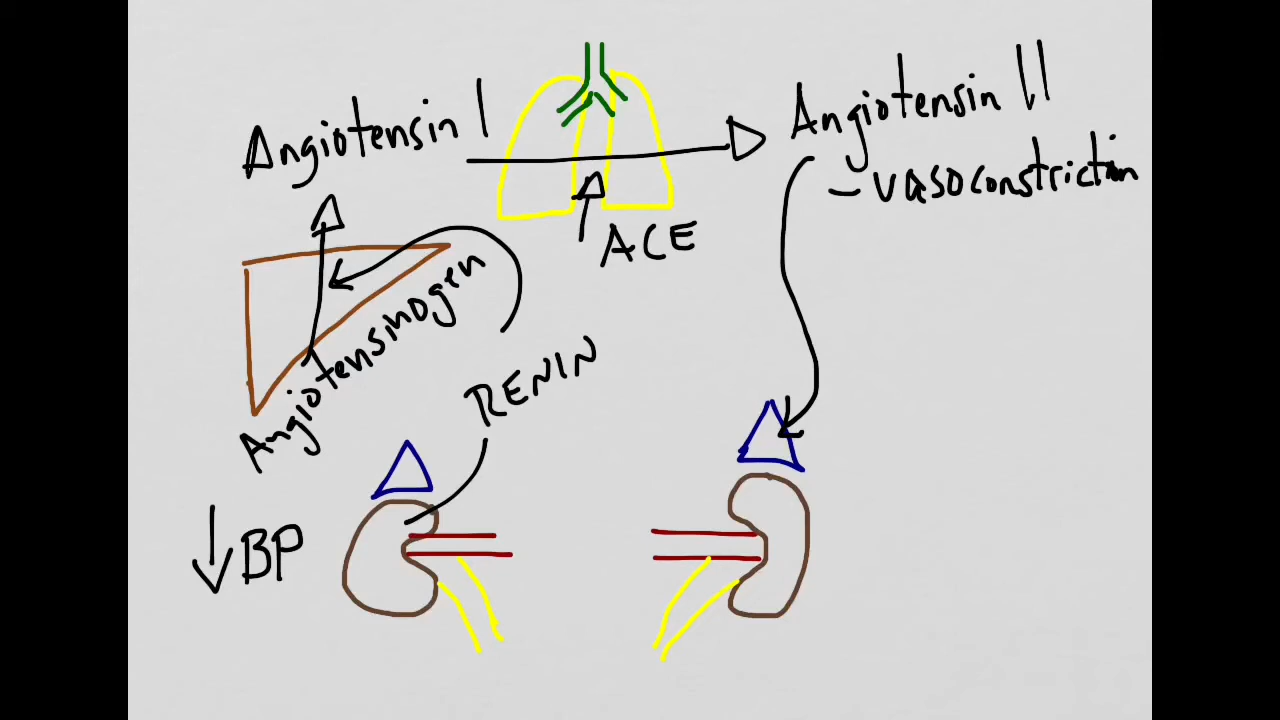 Angiotensin I
Angiotensin II
- vasoconstriction
ACE
Angiotensinogen
RENIN
↓ BP